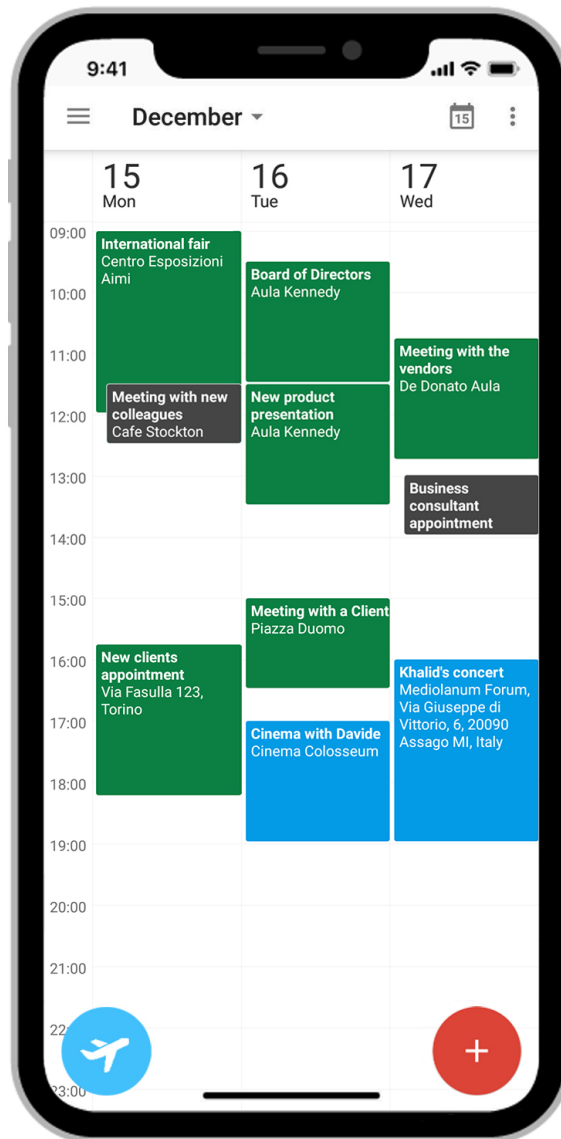 9:41
December
15
15
Mon
16
Tue
17
Wed
09:00
10:00
11:00
12:00
13:00
14:00
15:00
16:00
17:00
18:00
19:00
20:00
21:00
22
23:00
International fair
Centro Esposizioni
Aimi
Meeting with new
colleagues
Cafe Stockton
New clients
appointment
Via Fasulla 123,
Torino
Board of Directors
Aula Kennedy
New product
presentation
Aula Kennedy
Meeting with a Client
Piazza Duomo
Cinema with Davide
Cinema Colosseum
Meeting with the
vendors
De Donato Aula
Business
consultant
appointment
Khalid's concert
Mediolanum Forum,
Via Giuseppe di
Vittorio, 6, 20090
Assago MI, Italy